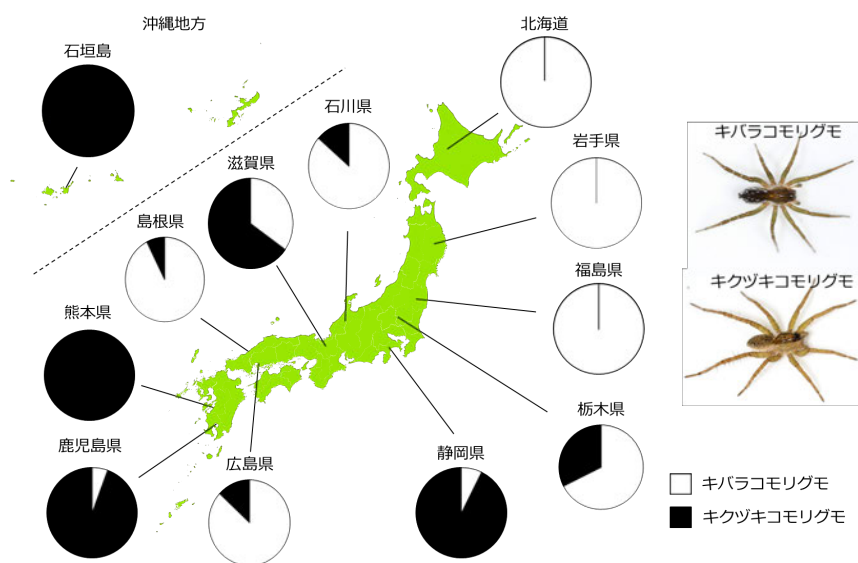 沖縄地方
北海道
石垣島
石川県
岩手県
キバラコモリグモ
滋賀県
島根県
福島県
キクヅキコモリグモ
熊本県
栃木県
鹿児島県
広島県
静岡県
キバラコモリグモ
キクヅキコモリグモ